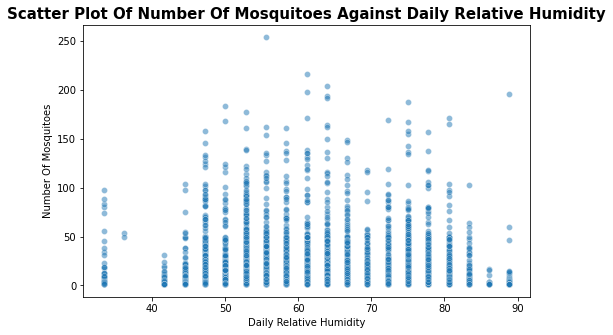 Scatter Plot Of Number Of Mosquitoes Against Daily Relative Humidity
250
200
150
100
50
0
Number Of Mosquitoes
40 50 60 70 80 90
Daily Relative Humidity